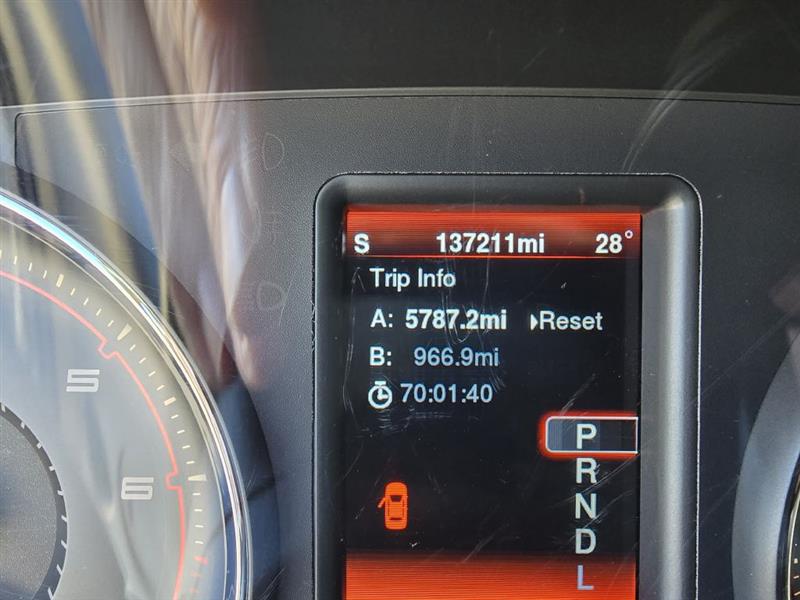 S 137211mi 28°
Trip Info
A: 5787.2mi Reset
B: 966.9mi
70:01:40
P
R
N
D
L
5
6